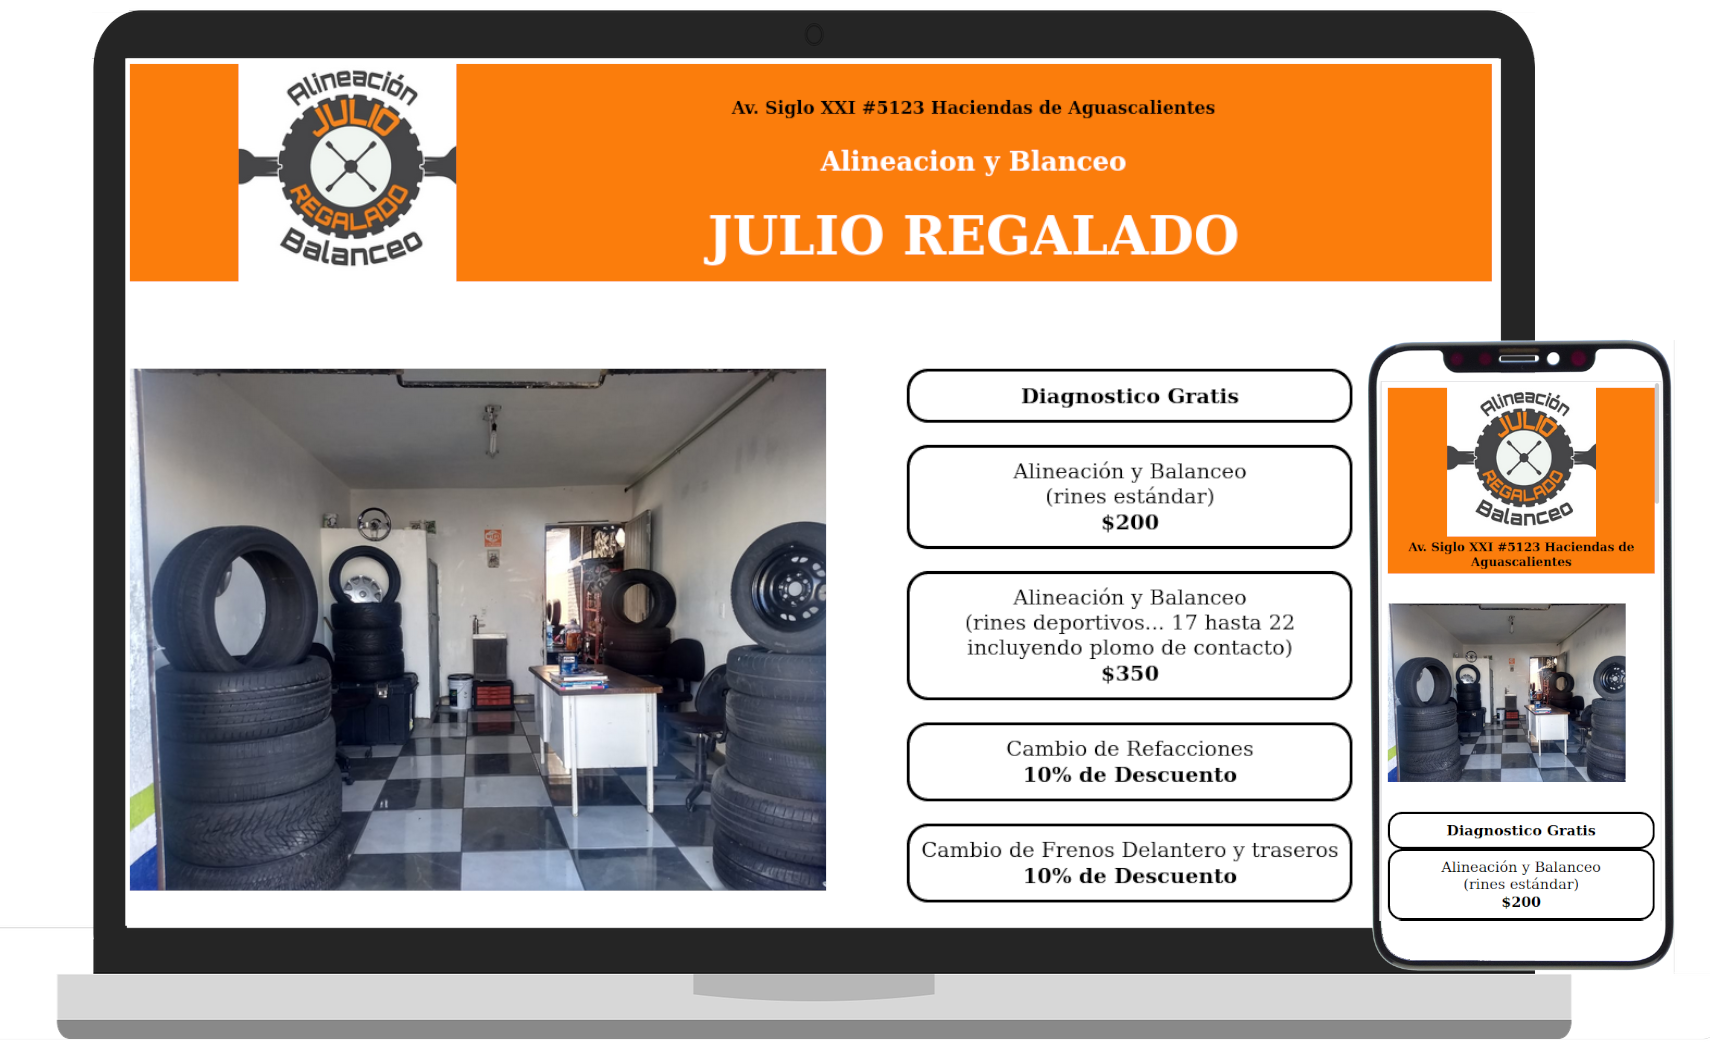 Alineación
JULIO
REGALADO
Balanceo
Av. Siglo XXI #5123 Haciendas de Aguascalientes
Alineacion y Blanceo
JULIO REGALADO
Diagnostico Gratis
Alineación y Balanceo
(rines estándar)
$200
Alineación y Balanceo
(rines deportivos... 17 hasta 22
incluyendo plomo de contacto)
$350
Cambio de Refacciones
10% de Descuento
Cambio de Frenos Delantero y traseros
10% de Descuento
Alineación
JULIO
REGALADO
Balanceo
Av. Siglo XXI #5123 Haciendas de
Aguascalientes
Diagnostico Gratis
Alineación y Balanceo
(rines estándar)
$200